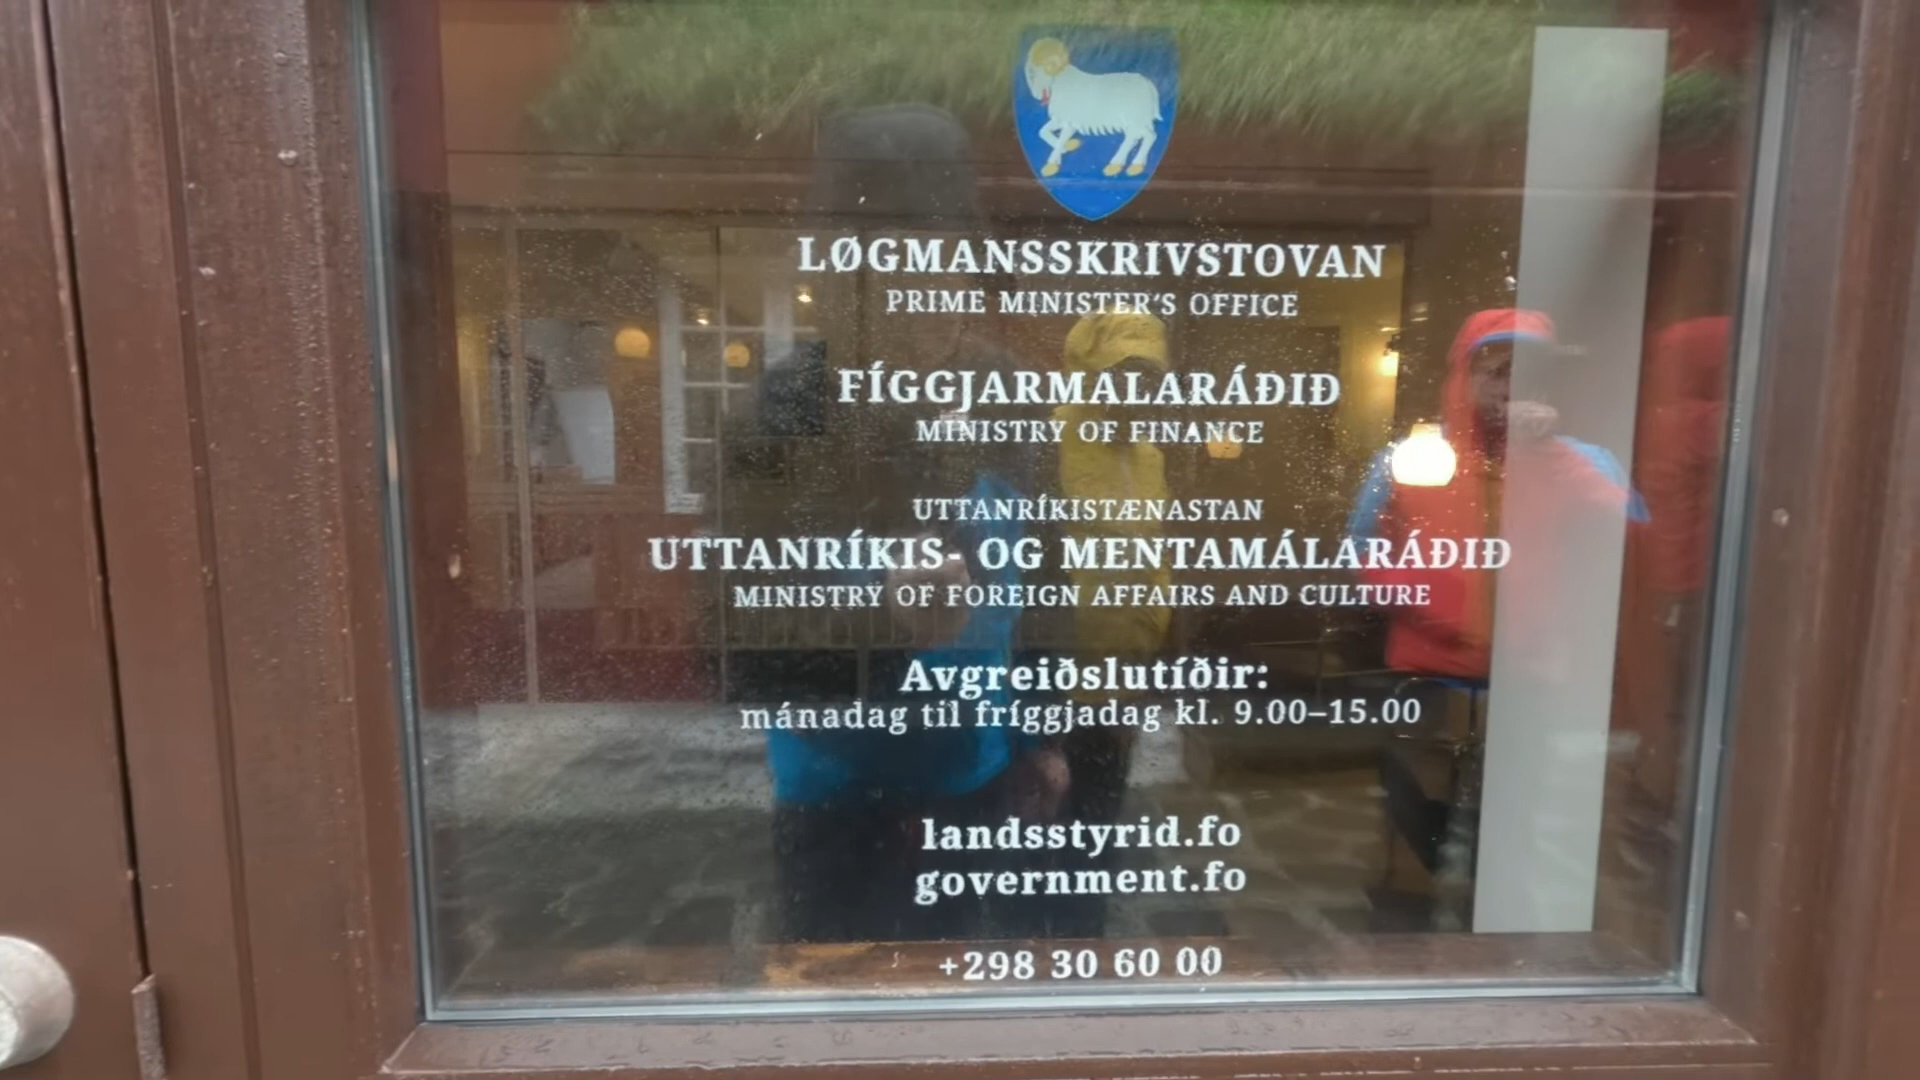 LØGMANSSKRIVSTOVAN
PRIME MINISTER'S OFFICE
FÍGGJARMÁLARÁÐIÐ
MINISTRY OF FINANCE
UTTANRÍKISTÆNASTAN
UTTANRÍKIS- OG MENTAMÁLARÁÐIÐ
MINISTRY OF FOREIGN AFFAIRS AND CULTURE
Avgreiðslutíðir:
mánadag til fríggjadag kl. 9.00–15.00
landsstyrid.fo
government.fo
+298 30 60 00